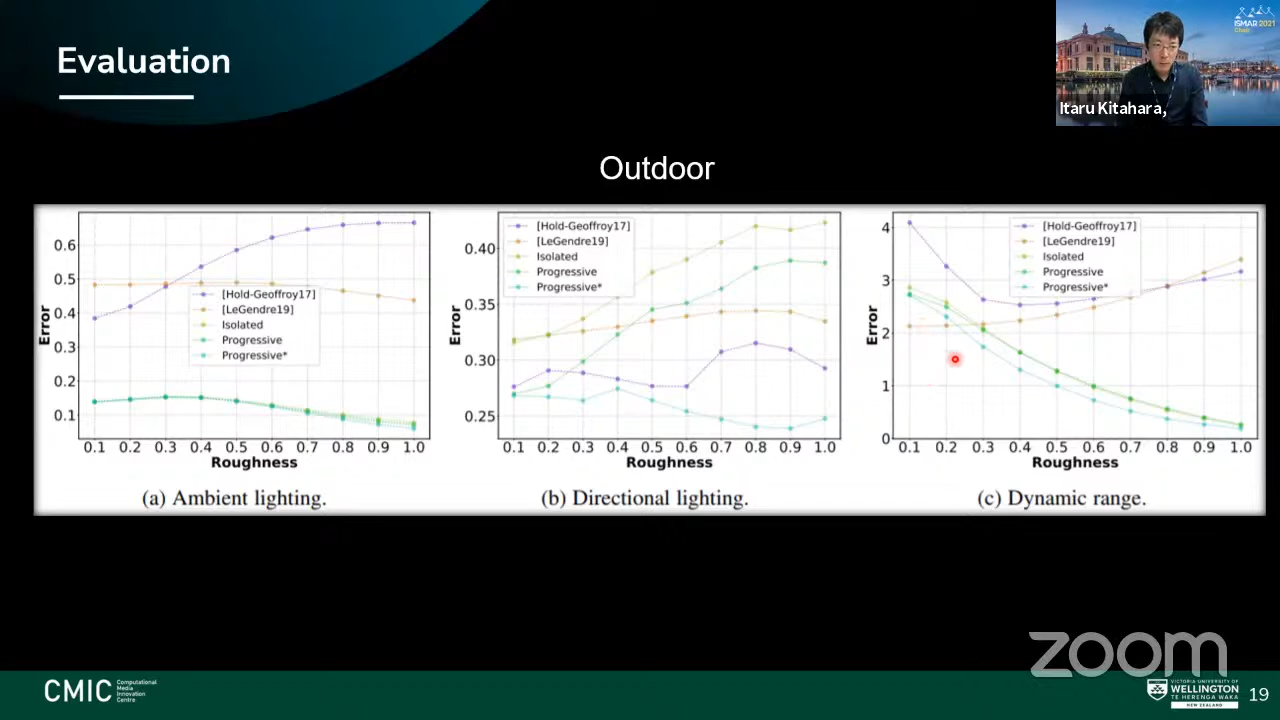 Evaluation
ISMAR 2021
Chair
Itaru Kitahara,
Outdoor
Error
0.6
0.5
0.4
0.3
0.2
0.1
[Hold-Geoffroy17]
[LeGendre19]
Isolated
Progressive
Progressive*
0.1 0.2 0.3 0.4 0.5 0.6 0.7 0.8 0.9 1.0
Roughness
(a) Ambient lighting.
Error
0.40
0.35
0.30
0.25
[Hold-Geoffroy17]
[LeGendre19]
Isolated
Progressive
Progressive*
0.1 0.2 0.3 0.4 0.5 0.6 0.7 0.8 0.9 1.0
Roughness
(b) Directional lighting.
Error
4
3
2
1
0
[Hold-Geoffroy17]
[LeGendre19]
Isolated
Progressive
Progressive*
0.1 0.2 0.3 0.4 0.5 0.6 0.7 0.8 0.9 1.0
Roughness
(c) Dynamic range.
zoom
CMIC
Computational
Media
Innovation
Centre
VICTORIA UNIVERSITY OF
WELLINGTON
TE HERENGA WAKA
NEW ZEALAND
19